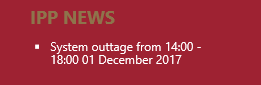 IPP NEWS
System outtage from 14:00 -
18:00 01 December 2017